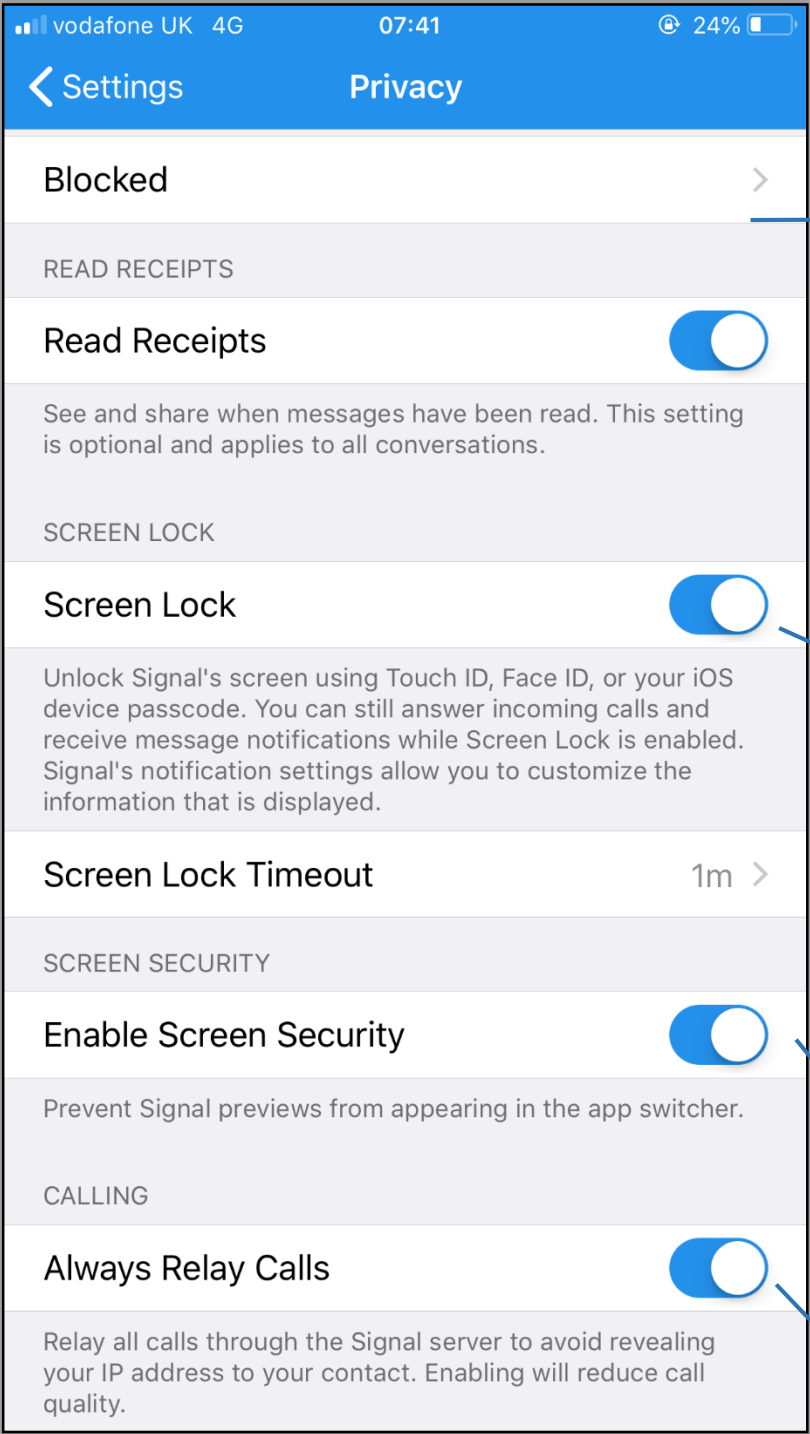 vodafone UK 4G 07:41 24%
Settings Privacy
Blocked
READ RECEIPTS
Read Receipts
See and share when messages have been read. This setting
is optional and applies to all conversations.
SCREEN LOCK
Screen Lock
Unlock Signal's screen using Touch ID, Face ID, or your iOS
device passcode. You can still answer incoming calls and
receive message notifications while Screen Lock is enabled.
Signal's notification settings allow you to customize the
information that is displayed.
Screen Lock Timeout 1m
SCREEN SECURITY
Enable Screen Security
Prevent Signal previews from appearing in the app switcher.
CALLING
Always Relay Calls
Relay all calls through the Signal server to avoid revealing
your IP address to your contact. Enabling will reduce call
quality.